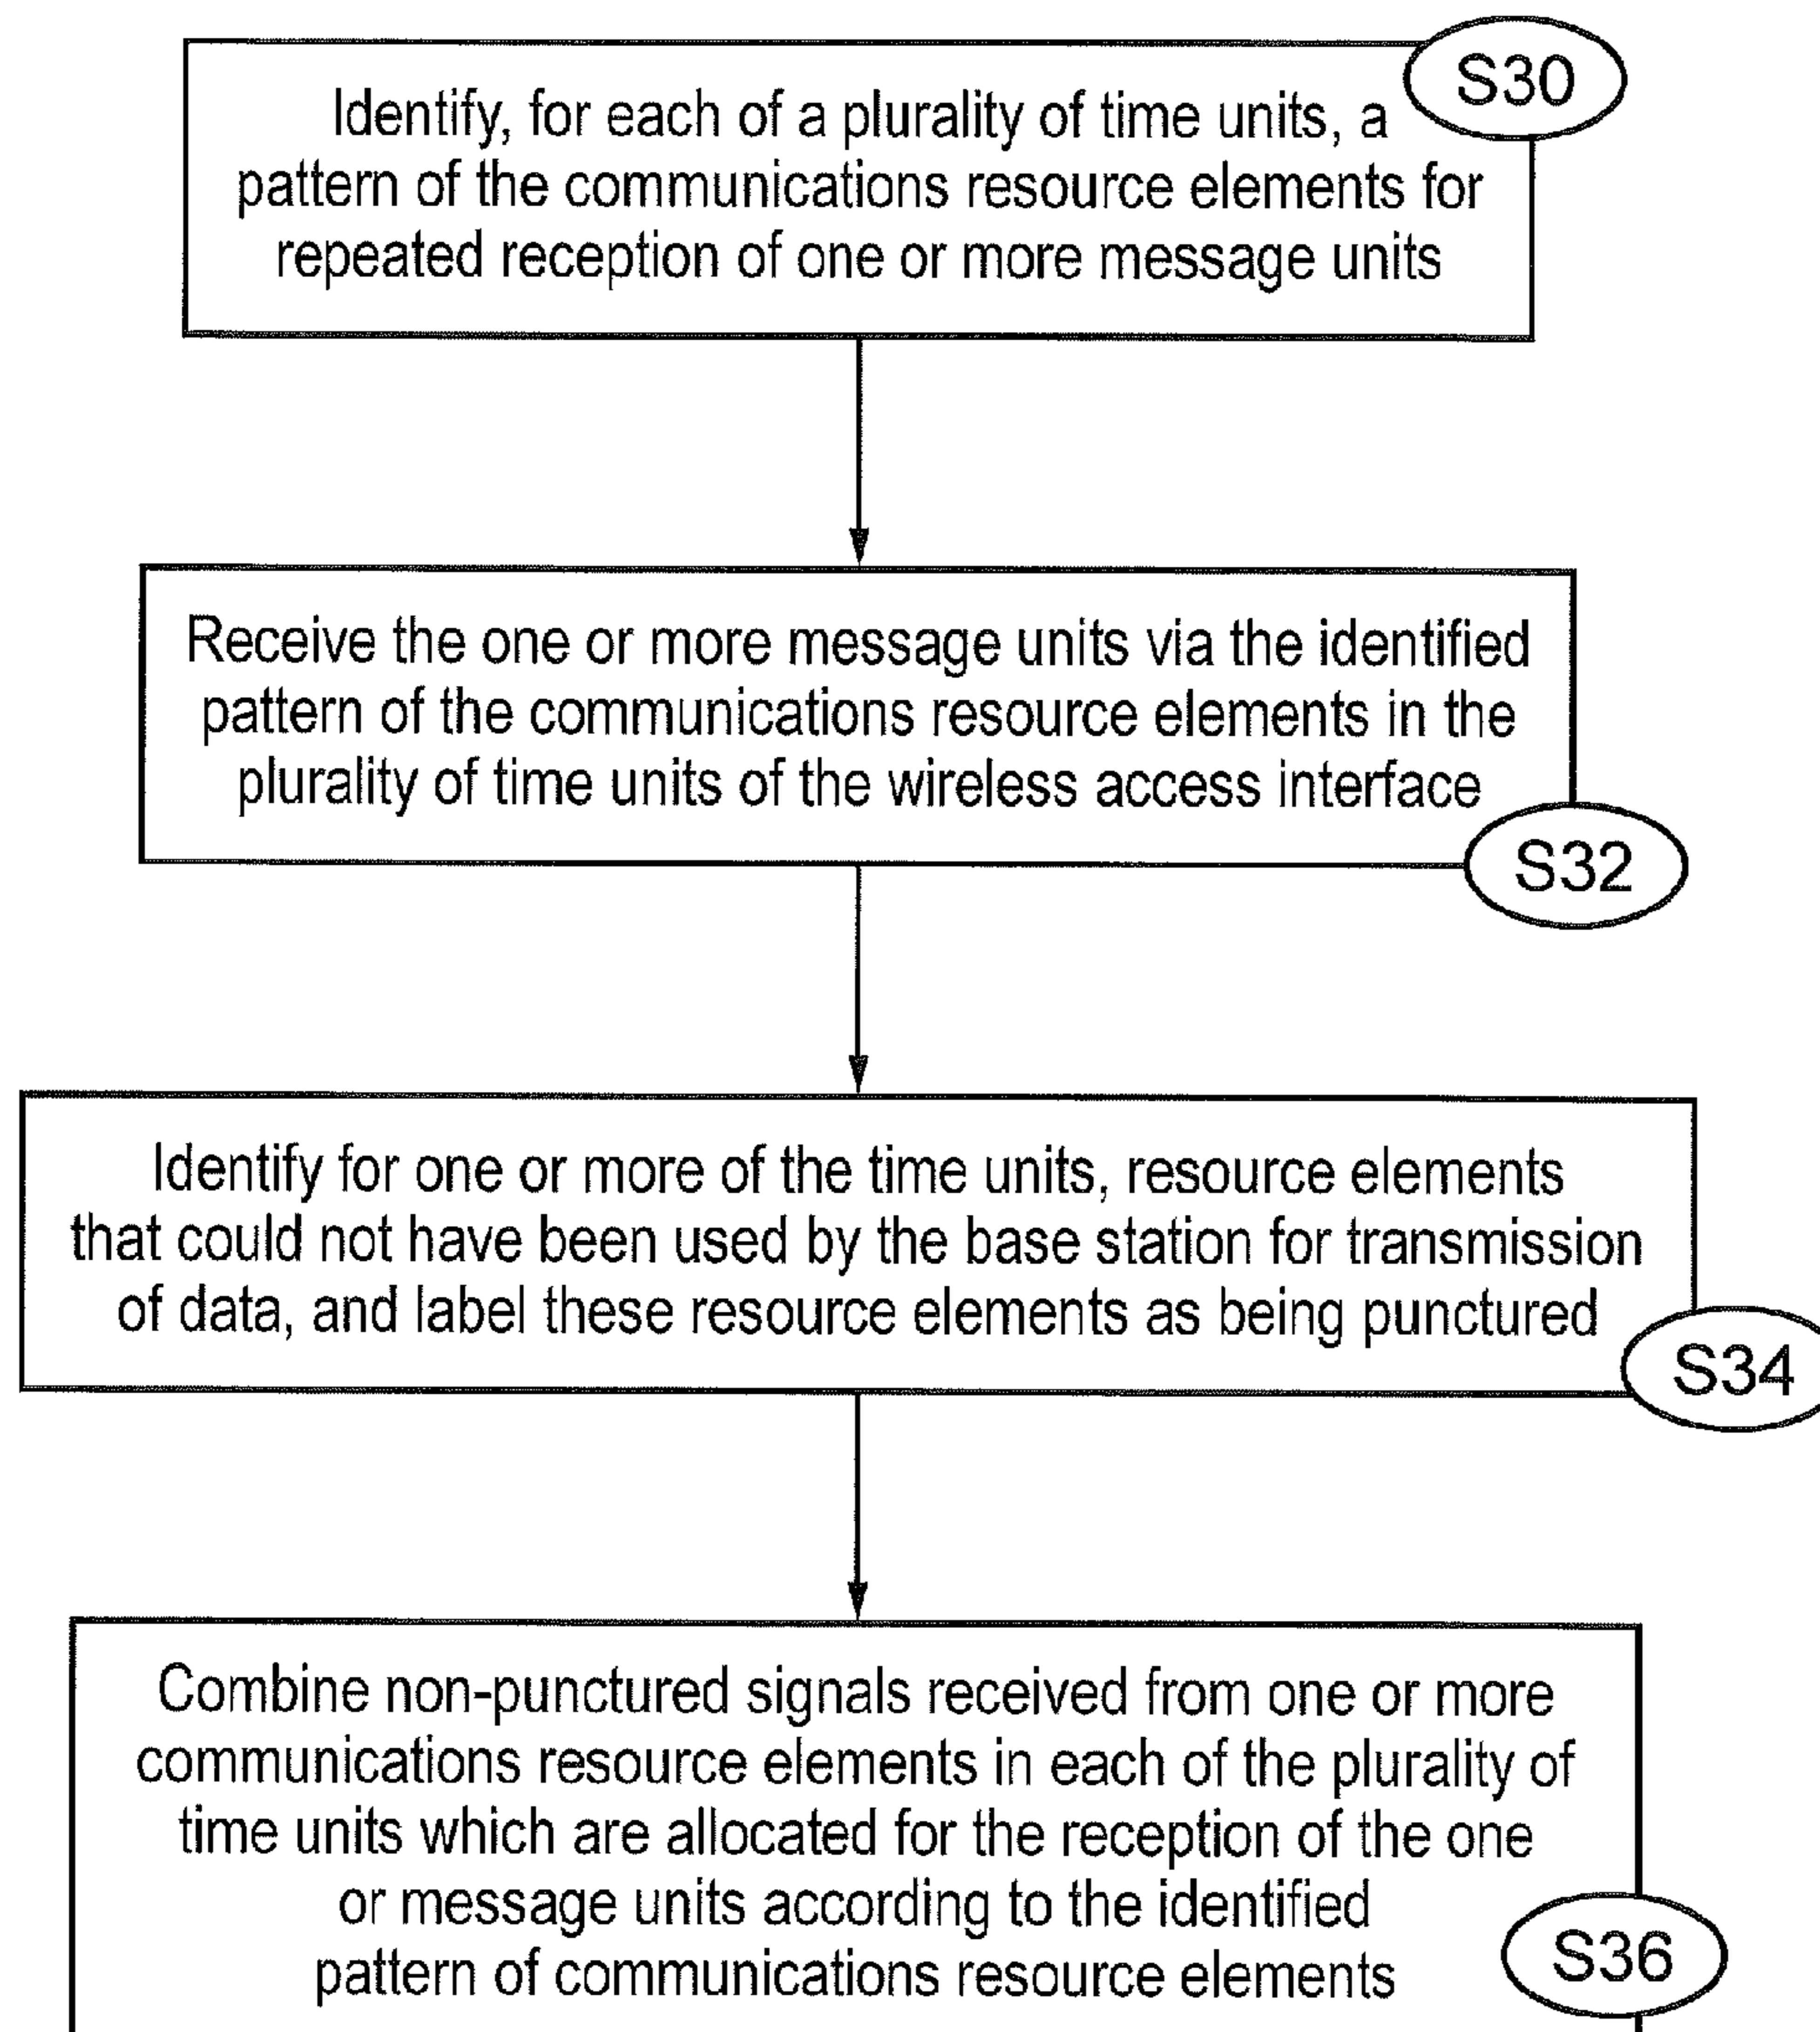 S30
Identify, for each of a plurality of time units, a
pattern of the communications resource elements for
repeated reception of one or more message units
Receive the one or more message units via the identified
pattern of the communications resource elements in the
plurality of time units of the wireless access interface
S32
Identify for one or more of the time units, resource elements
that could not have been used by the base station for transmission
of data, and label these resource elements as being punctured
S34
Combine non-punctured signals received from one or more
communications resource elements in each of the plurality of
time units which are allocated for the reception of the one
or message units according to the identified
pattern of communications resource elements
S36